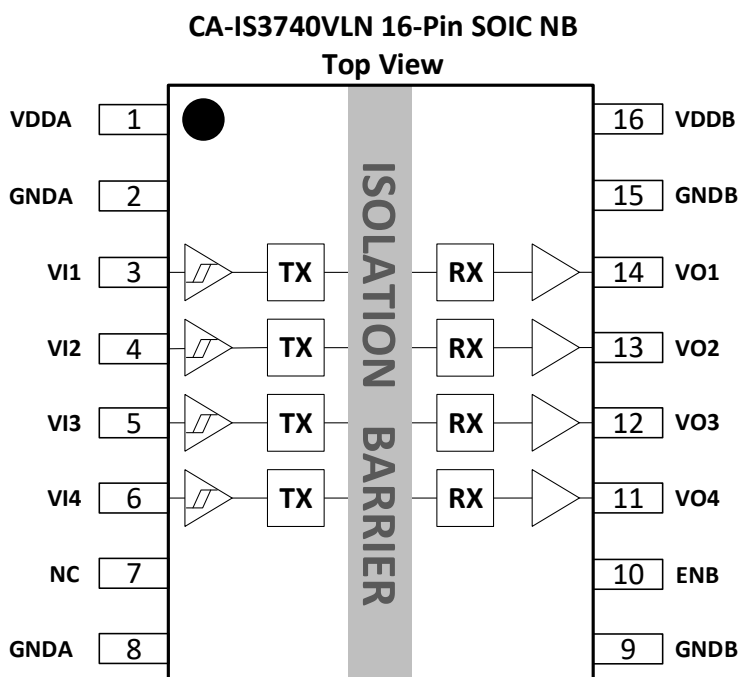 CA-IS3740VLN 16-Pin SOIC NB
Top View
VDDA 1 16 VDDB
GNDA 2 15 GNDB
VI1 3 TX RX 14 VO1
VI2 4 TX RX 13 VO2
VI3 5 TX RX 12 VO3
VI4 6 TX RX 11 VO4
NC 7 10 ENB
GNDA 8 9 GNDB
ISOLATION BARRIER